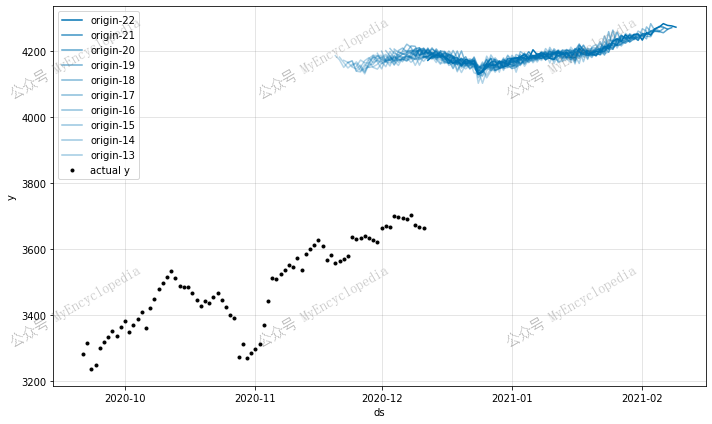 origin-22
origin-21
origin-20
origin-19
origin-18
origin-17
origin-16
origin-15
origin-14
origin-13
actual y
4200
4000
3800
3600
3400
3200
y
2020-10
2020-11
2020-12
2021-01
2021-02
ds
公众号 MyEncyclopedia
公众号 MyEncyclopedia
公众号 MyEncyclopedia
公众号 MyEncyclopedia
公众号 MyEncyclopedia
公众号 MyEncyclopedia